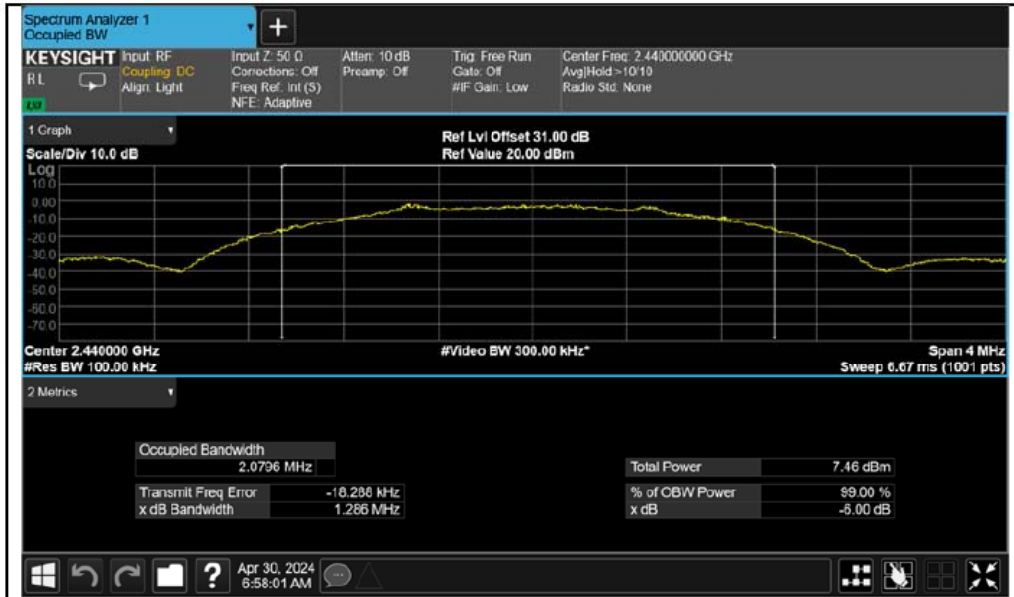 Spectrum Analyzer 1
Occupied BW
KEYSIGHT
R L
Input: RF
Coupling: DC
Align: Light
Input Z: 50 Ω
Corrections: Off
Freq Ref: Int (S)
NFE: Adaptive
Atten: 10 dB
Preamp: Off
Trig: Free Run
Gate: Off
#IF Gain: Low
Center Freq: 2.440000000 GHz
Avg|Hold:>10/10
Radio Std: None
1 Graph
Scale/Div 10.0 dB
Ref Lvl Offset 31.00 dB
Ref Value 20.00 dBm
Log
10.0
0.00
-10.0
-20.0
-30.0
-40.0
-50.0
-60.0
-70.0
Center 2.440000 GHz
#Res BW 100.00 kHz
#Video BW 300.00 kHz*
Span 4 MHz
Sweep 6.67 ms (1001 pts)
2 Metrics
Occupied Bandwidth
2.0796 MHz
Transmit Freq Error -18.288 kHz
x dB Bandwidth 1.286 MHz
Total Power 7.46 dBm
% of OBW Power 99.00 %
x dB -6.00 dB
Apr 30, 2024
6:58:01 AM